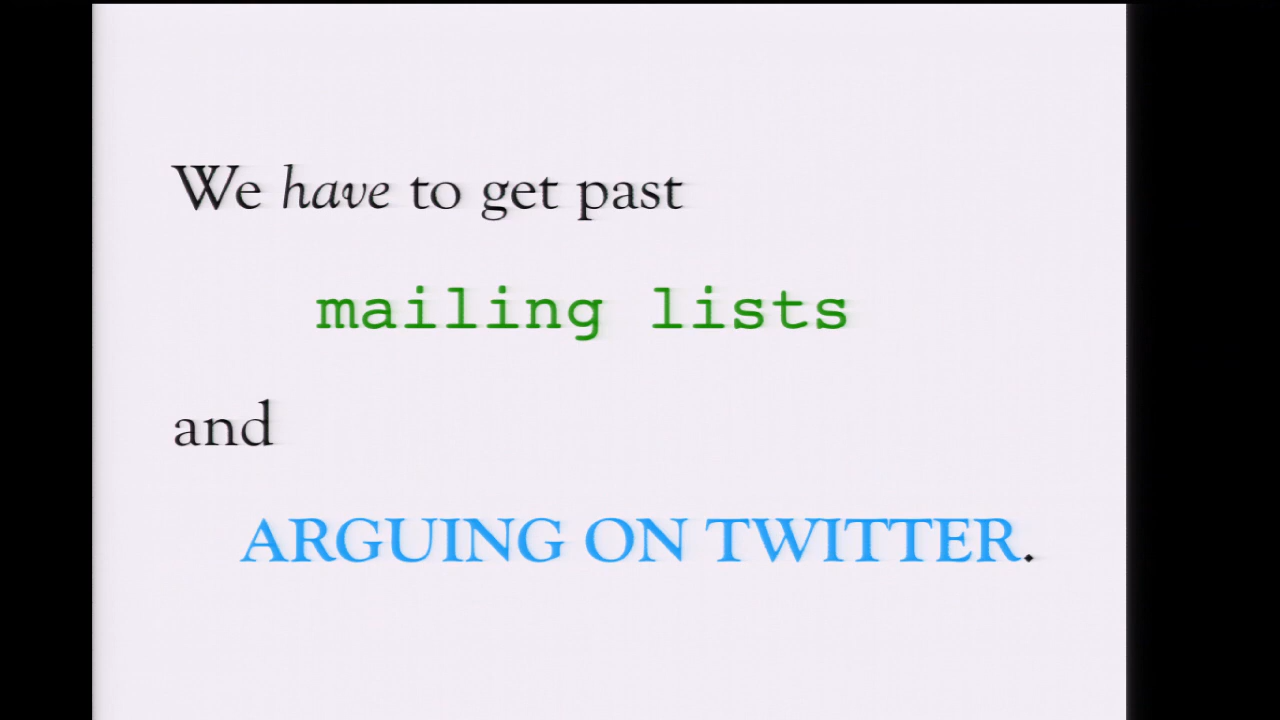 We have to get past
mailing lists
and
ARGUING ON TWITTER.